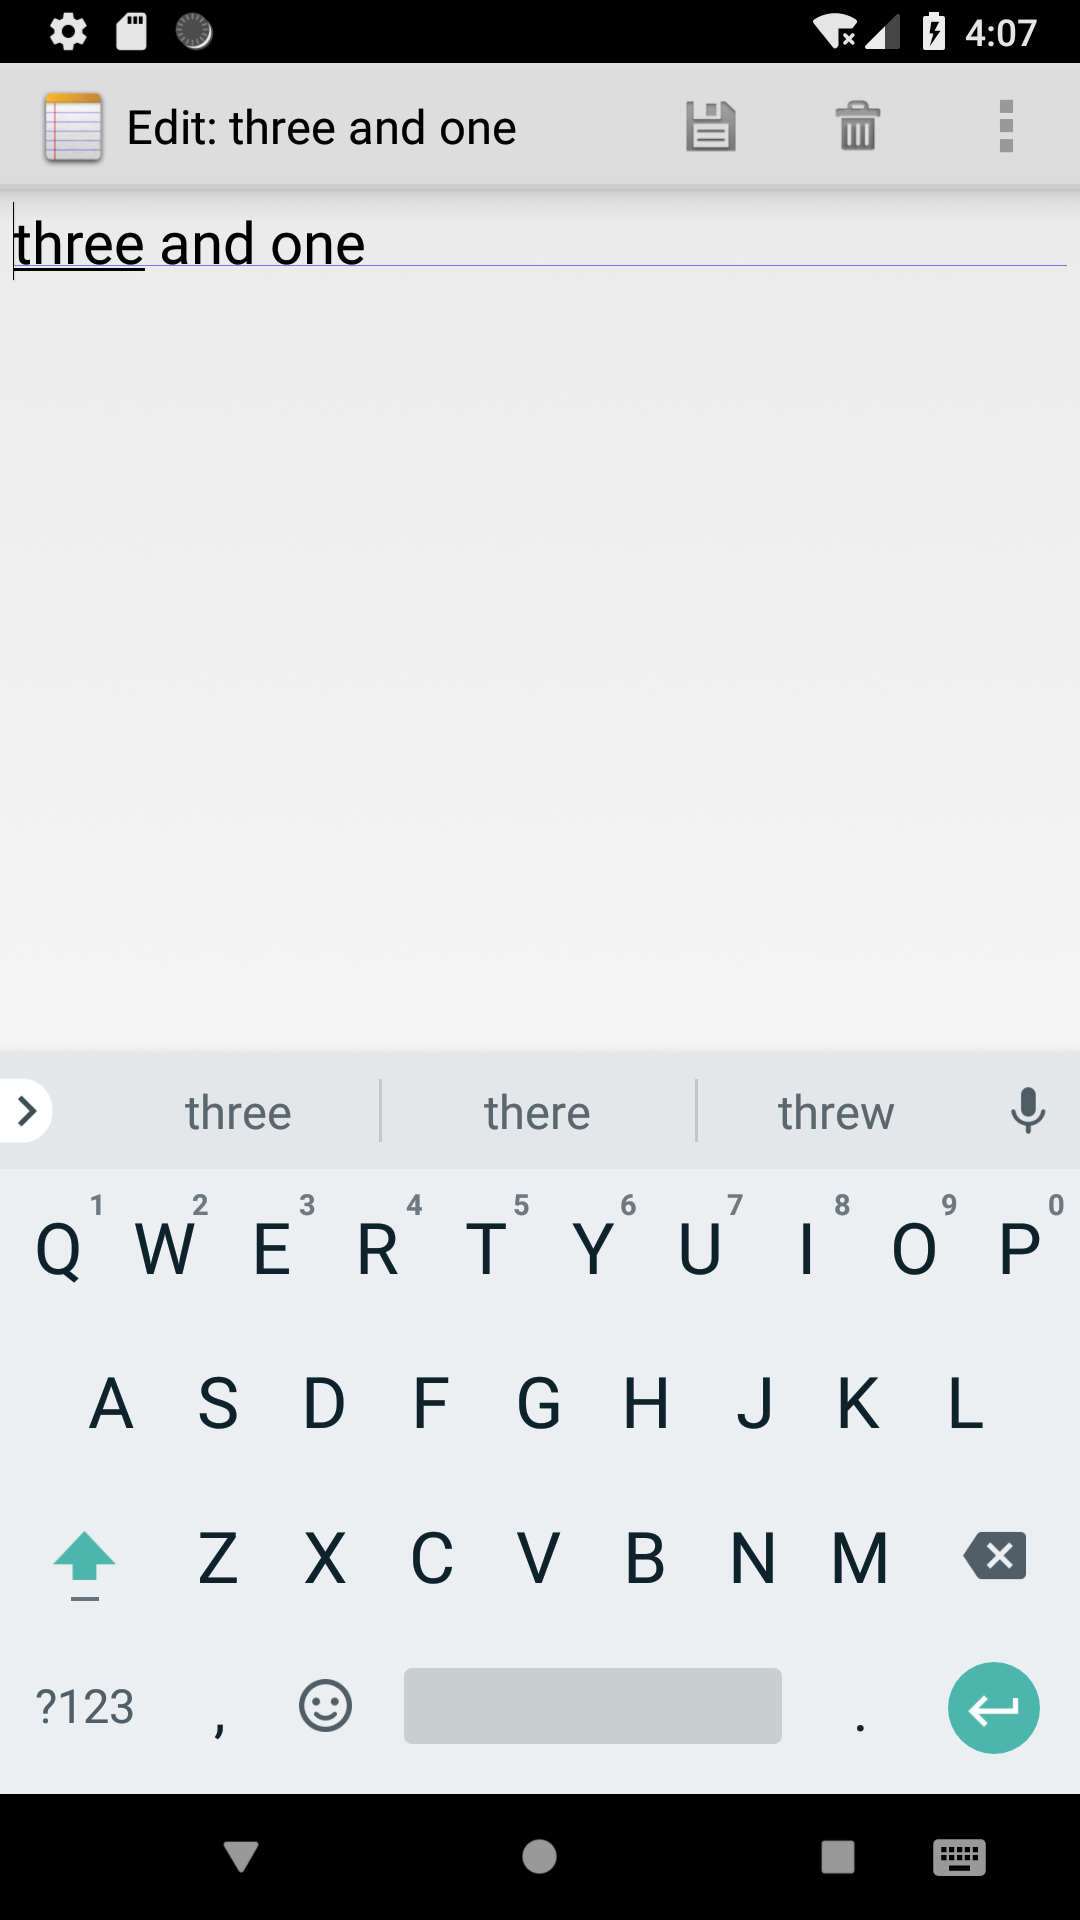 4:07
Edit: three and one
three and one
three there threw
1 2 3 4 5 6 7 8 9 0
Q W E R T Y U I O P
A S D F G H J K L
Z X C V B N M
?123 , .